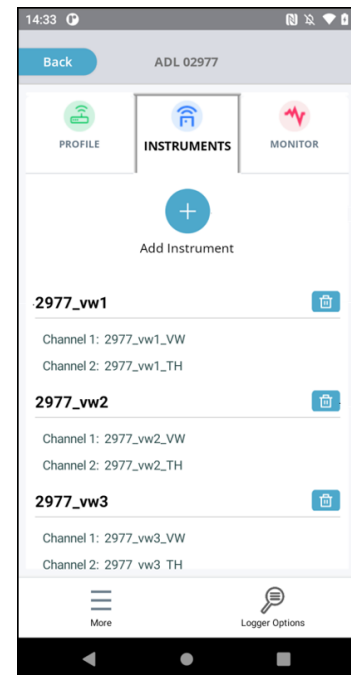 14:33
Back
ADL 02977
PROFILE
INSTRUMENTS
MONITOR
Add Instrument
2977_vw1
Channel 1: 2977_vw1_VW
Channel 2: 2977_vw1_TH
2977_vw2
Channel 1: 2977_vw2_VW
Channel 2: 2977_vw2_TH
2977_vw3
Channel 1: 2977_vw3_VW
Channel 2: 2977_vw3_TH
More
Logger Options